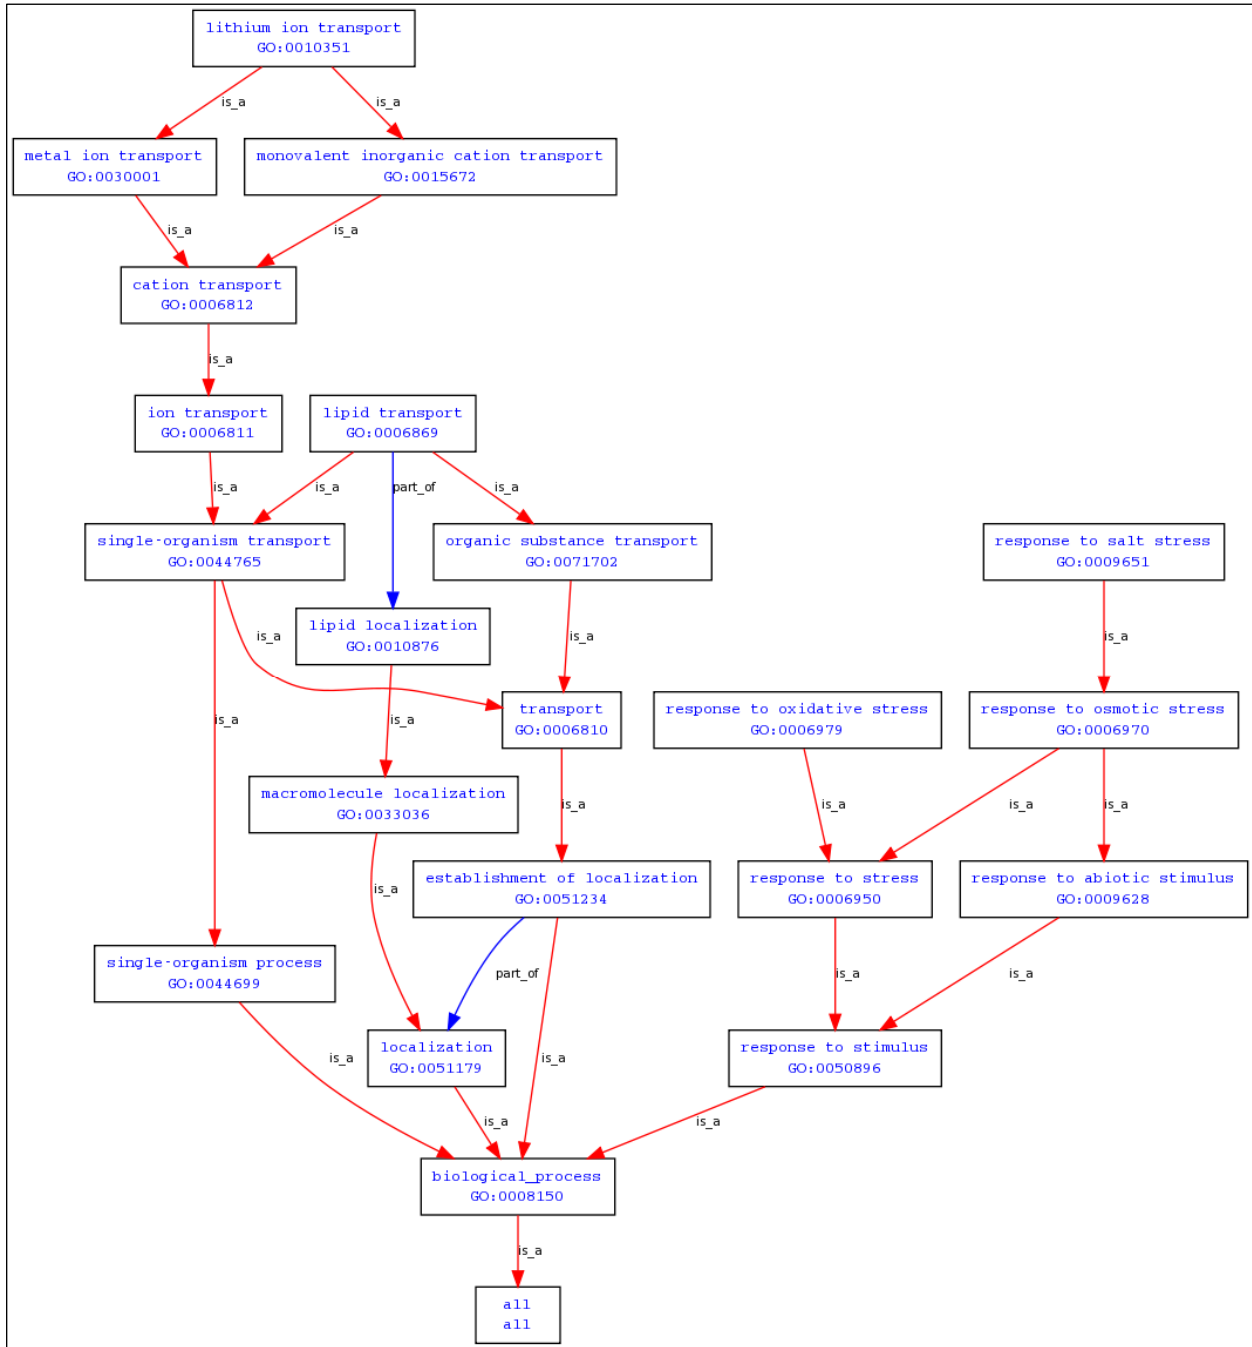 lithium ion transport
GO:0010351
is_a
is_a
metal ion transport
GO:0030001
monovalent inorganic cation transport
GO:0015672
is_a
is_a
cation transport
GO:0006812
is_a
ion transport
GO:0006811
lipid transport
GO:0006869
is_a
is_a
part_of
is_a
single-organism transport
GO:0044765
organic substance transport
GO:0071702
response to salt stress
GO:0009651
is_a
is_a
is_a
lipid localization
GO:0010876
transport
GO:0006810
response to oxidative stress
GO:0006979
response to osmotic stress
GO:0006970
is_a
is_a
macromolecule localization
GO:0033036
is_a
is_a
is_a
is_a
establishment of localization
GO:0051234
response to stress
GO:0006950
response to abiotic stimulus
GO:0009628
is_a
single-organism process
GO:0044699
part_of
is_a
is_a
localization
GO:0051179
response to stimulus
GO:0050896
is_a
is_a
is_a
is_a
biological_process
GO:0008150
is_a
all
all